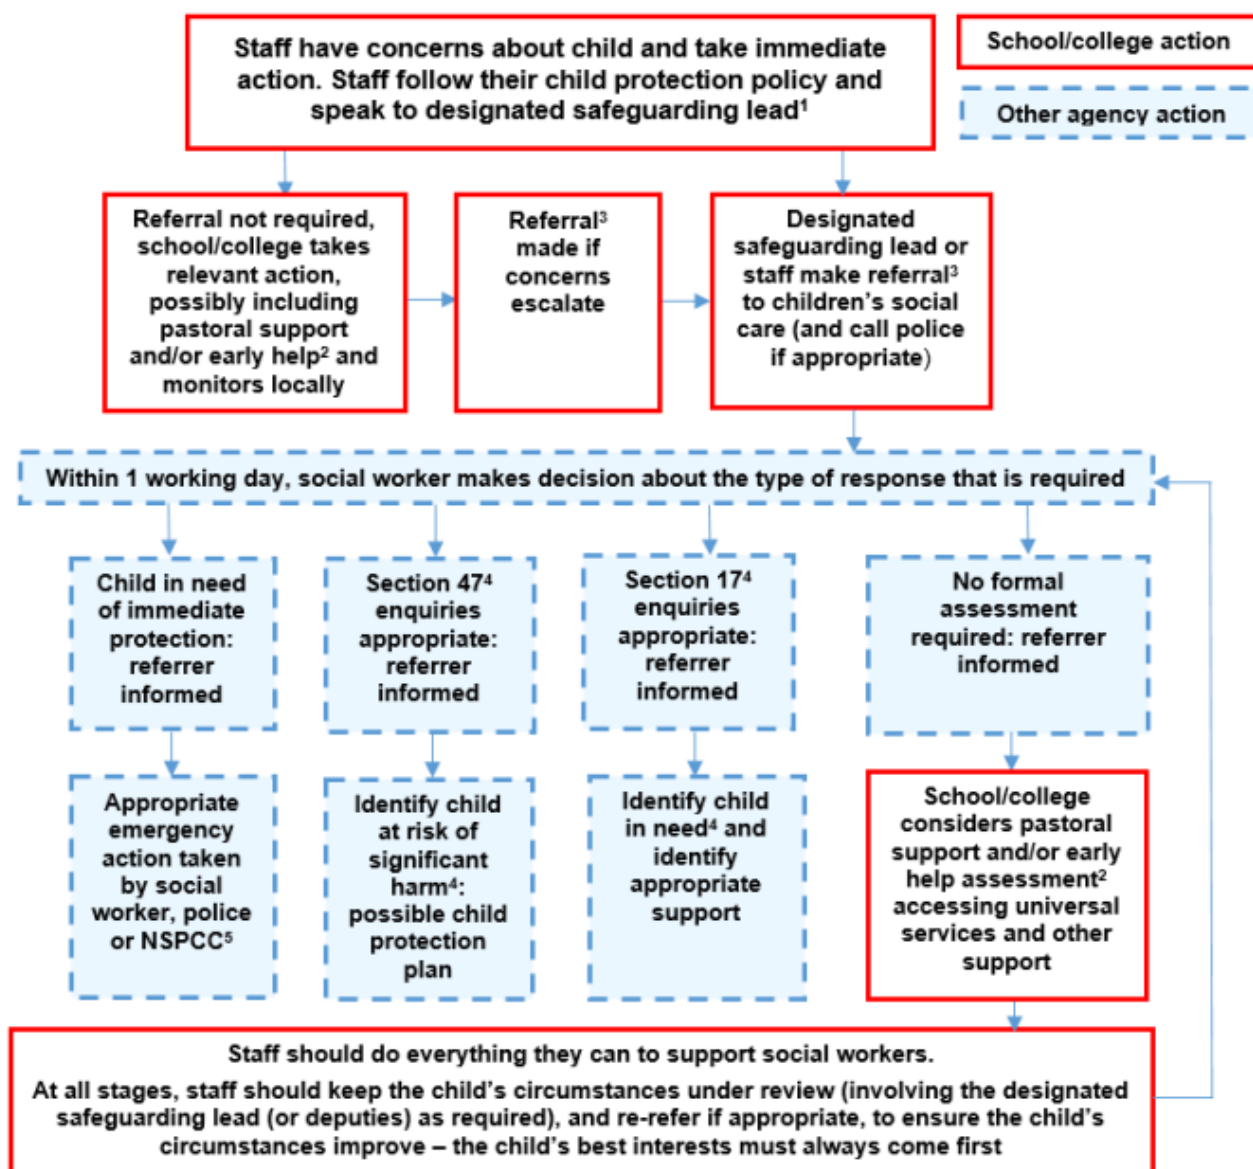 Staff have concerns about child and take immediate
action. Staff follow their child protection policy and
speak to designated safeguarding lead¹
School/college action
Other agency action
Referral not required,
school/college takes
relevant action,
possibly including
pastoral support
and/or early help² and
monitors locally
Referral³
made if
concerns
escalate
Designated
safeguarding lead or
staff make referral³
to children’s social
care (and call police
if appropriate)
Within 1 working day, social worker makes decision about the type of response that is required
Child in need
of immediate
protection:
referrer
informed
Section 47⁴
enquiries
appropriate:
referrer
informed
Section 17⁴
enquiries
appropriate:
referrer
informed
No formal
assessment
required: referrer
informed
Appropriate
emergency
action taken
by social
worker, police
or NSPCC⁵
Identify child
at risk of
significant
harm⁴:
possible child
protection
plan
Identify child
in need⁴ and
identify
appropriate
support
School/college
considers pastoral
support and/or early
help assessment²
accessing universal
services and other
support
Staff should do everything they can to support social workers.
At all stages, staff should keep the child’s circumstances under review (involving the designated
safeguarding lead (or deputies) as required), and re-refer if appropriate, to ensure the child’s
circumstances improve – the child’s best interests must always come first